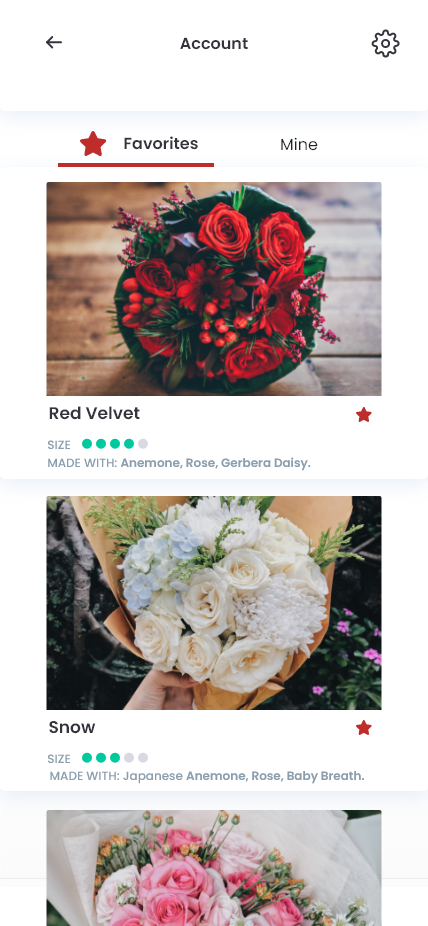 Account
Favorites Mine
Red Velvet
SIZE
MADE WITH: Anemone, Rose, Gerbera Daisy.
Snow
SIZE
MADE WITH: Japanese Anemone, Rose, Baby Breath.